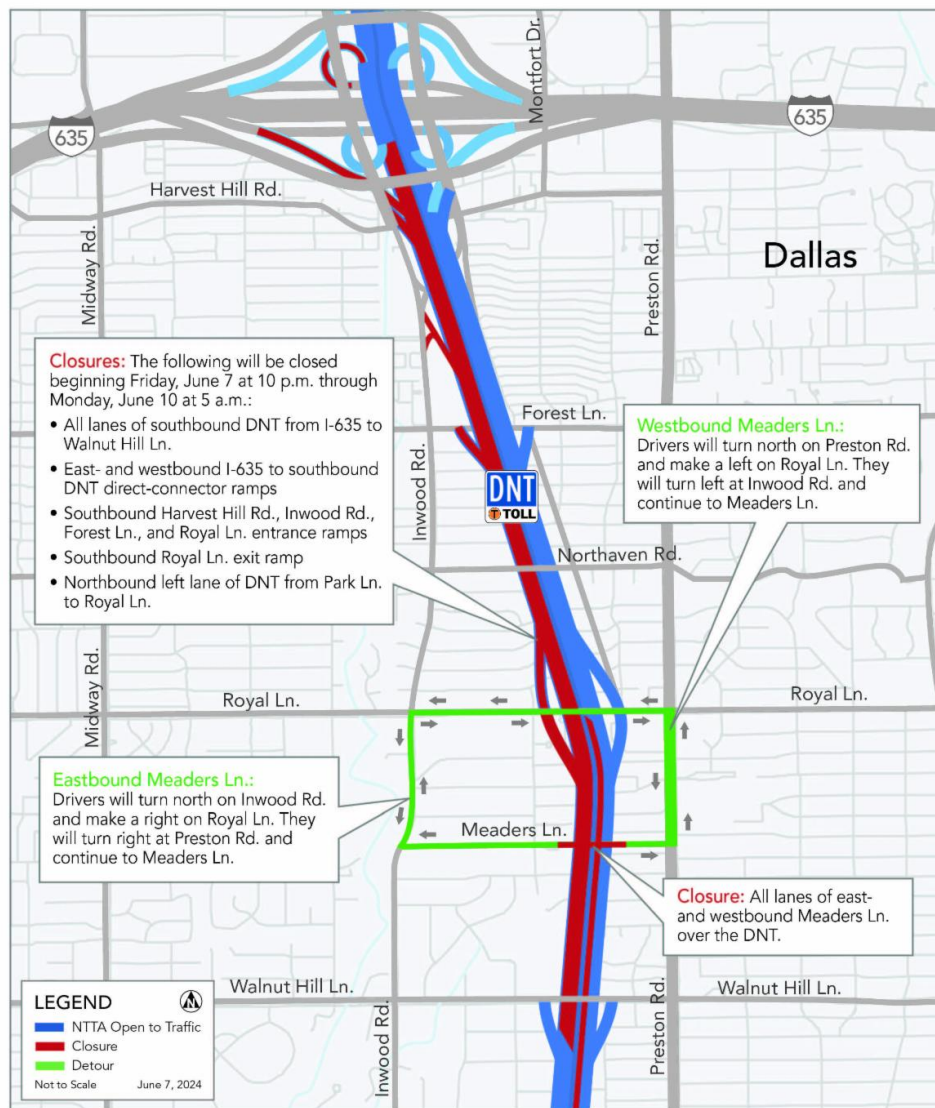 Montfort Dr.
635
635
Harvest Hill Rd.
Midway Rd.
Preston Rd.
Dallas
Closures: The following will be closed
beginning Friday, June 7 at 10 p.m. through
Monday, June 10 at 5 a.m.:
• All lanes of southbound DNT from I-635 to
Walnut Hill Ln.
• East- and westbound I-635 to southbound
DNT direct-connector ramps
• Southbound Harvest Hill Rd., Inwood Rd.,
Forest Ln., and Royal Ln. entrance ramps
• Southbound Royal Ln. exit ramp
• Northbound left lane of DNT from Park Ln.
to Royal Ln.
Forest Ln.
Inwood Rd.
DNT
T TOLL
Westbound Meaders Ln.:
Drivers will turn north on Preston Rd.
and make a left on Royal Ln. They
will turn left at Inwood Rd. and
continue to Meaders Ln.
Northaven Rd.
Midway Rd.
Royal Ln.
Royal Ln.
Eastbound Meaders Ln.:
Drivers will turn north on Inwood Rd.
and make a right on Royal Ln. They
will turn right at Preston Rd. and
continue to Meaders Ln.
Meaders Ln.
Closure: All lanes of east-
and westbound Meaders Ln.
over the DNT.
Walnut Hill Ln.
Walnut Hill Ln.
Inwood Rd.
Preston Rd.
LEGEND
N
NTTA Open to Traffic
Closure
Detour
Not to Scale June 7, 2024